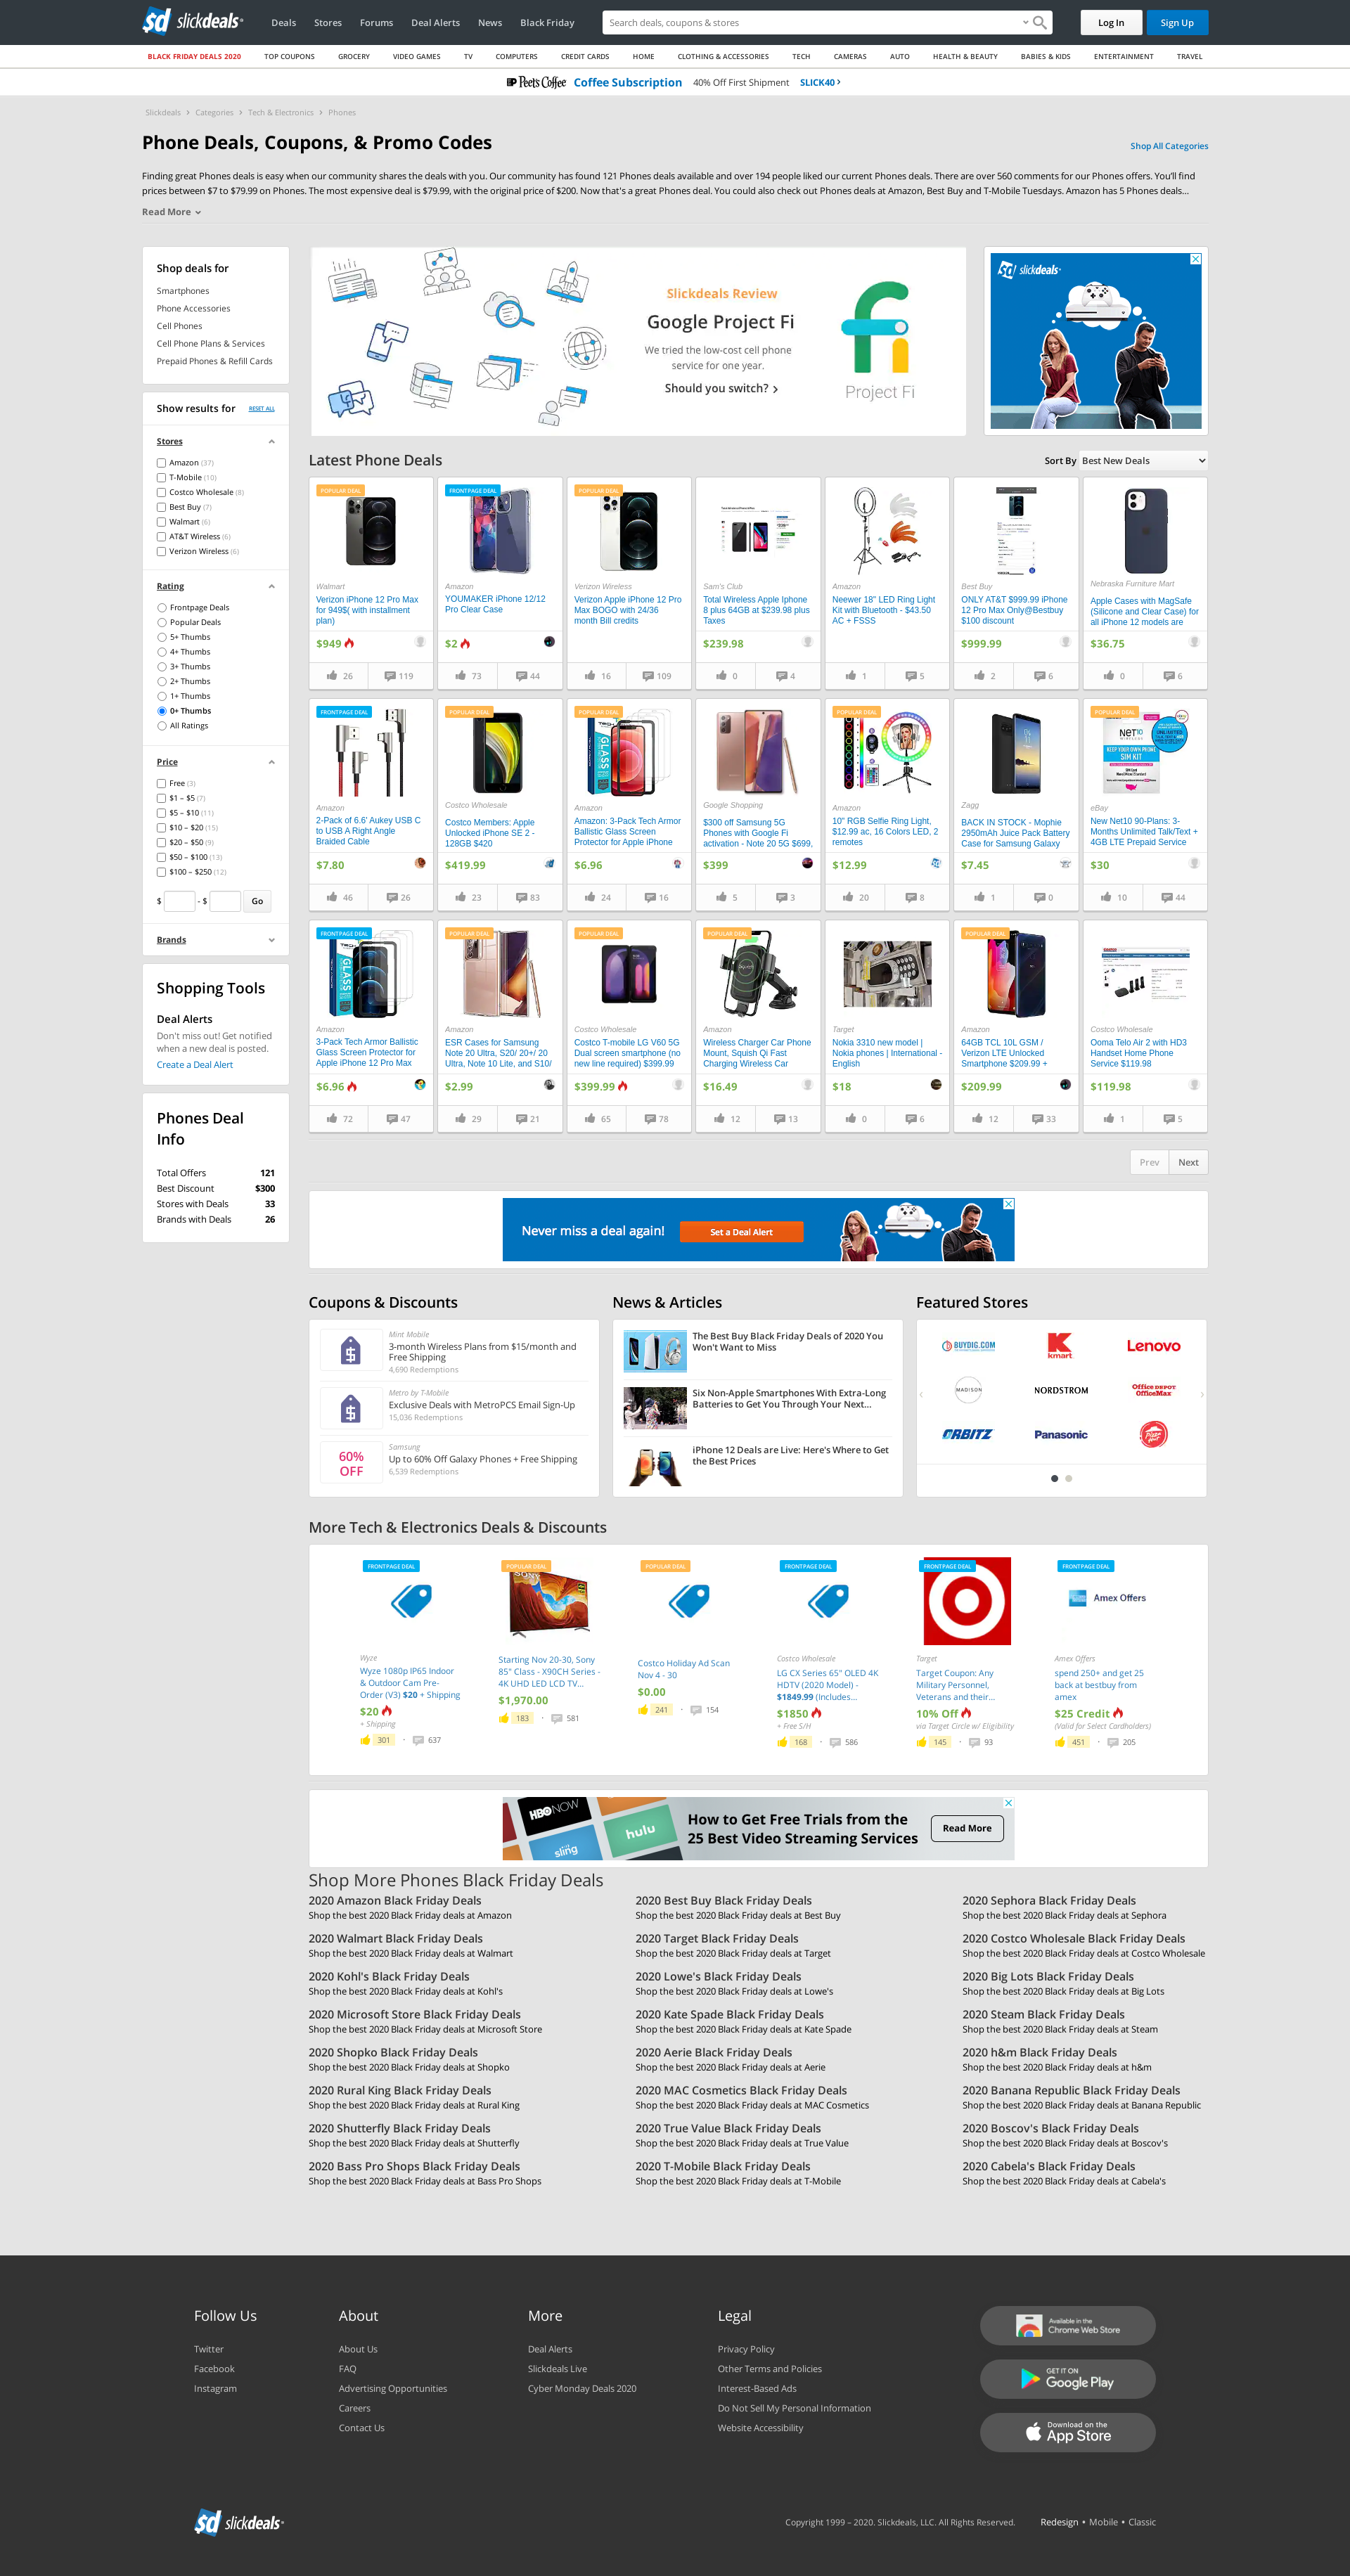 slickdeals
Deals Stores Forums Deal Alerts News Black Friday
Search deals, coupons & stores
Log In
Sign Up
BLACK FRIDAY DEALS 2020 TOP COUPONS GROCERY VIDEO GAMES TV COMPUTERS CREDIT CARDS HOME CLOTHING & ACCESSORIES TECH CAMERAS AUTO HEALTH & BEAUTY BABIES & KIDS ENTERTAINMENT TRAVEL
Peet's Coffee Coffee Subscription 40% Off First Shipment SLICK40 ›
Slickdeals › Categories › Tech & Electronics › Phones
Phone Deals, Coupons, & Promo Codes
Shop All Categories
Finding great Phones deals is easy when our community shares the deals with you. Our community has found 121 Phones deals available and over 194 people liked our current Phones deals. There are over 560 comments for our Phones offers. You'll find
prices between $7 to $79.99 on Phones. The most expensive deal is $79.99, with the original price of $200. Now that's a great Phones deal. You could also check out Phones deals at Amazon, Best Buy and T-Mobile Tuesdays. Amazon has 5 Phones deals...
Read More
Shop deals for
Smartphones
Phone Accessories
Cell Phones
Cell Phone Plans & Services
Prepaid Phones & Refill Cards
Show results for RESET ALL
Stores
Amazon (37)
T-Mobile (10)
Costco Wholesale (8)
Best Buy (7)
Walmart (6)
AT&T Wireless (6)
Verizon Wireless (6)
Rating
Frontpage Deals
Popular Deals
5+ Thumbs
4+ Thumbs
3+ Thumbs
2+ Thumbs
1+ Thumbs
0+ Thumbs
All Ratings
Price
Free (3)
$1 – $5 (7)
$5 – $10 (11)
$10 – $20 (15)
$20 – $50 (9)
$50 – $100 (13)
$100 – $250 (12)
$ - $ Go
Brands
Shopping Tools
Deal Alerts
Don't miss out! Get notified
when a new deal is posted.
Create a Deal Alert
Phones Deal
Info
Total Offers 121
Best Discount $300
Stores with Deals 33
Brands with Deals 26
Slickdeals Review
Google Project Fi
We tried the low-cost cell phone
service for one year.
Should you switch? ›
Project Fi
slickdeals
Latest Phone Deals
Sort By Best New Deals
POPULAR DEAL
Walmart
Verizon iPhone 12 Pro Max
for 949$( with installment
plan)
$949
26 119
FRONTPAGE DEAL
Amazon
YOUMAKER iPhone 12/12
Pro Clear Case
$2
73 44
POPULAR DEAL
Verizon Wireless
Verizon Apple iPhone 12 Pro
Max BOGO with 24/36
month Bill credits
16 109
Sam's Club
Total Wireless Apple Iphone
8 plus 64GB at $239.98 plus
Taxes
$239.98
0 4
Amazon
Neewer 18" LED Ring Light
Kit with Bluetooth - $43.50
AC + FSSS
1 5
Best Buy
ONLY AT&T $999.99 iPhone
12 Pro Max Only@Bestbuy
$100 discount
$999.99
2 6
Nebraska Furniture Mart
Apple Cases with MagSafe
(Silicone and Clear Case) for
all iPhone 12 models are
$36.75
0 6
FRONTPAGE DEAL
Amazon
2-Pack of 6.6' Aukey USB C
to USB A Right Angle
Braided Cable
$7.80
46 26
POPULAR DEAL
Costco Wholesale
Costco Members: Apple
Unlocked iPhone SE 2 -
128GB $420
$419.99
23 83
POPULAR DEAL
GLASS
Amazon
Amazon: 3-Pack Tech Armor
Ballistic Glass Screen
Protector for Apple iPhone
$6.96
24 16
Google Shopping
$300 off Samsung 5G
Phones with Google Fi
activation - Note 20 5G $699,
$399
5 3
POPULAR DEAL
Amazon
10" RGB Selfie Ring Light,
$12.99 ac, 16 Colors LED, 2
remotes
$12.99
20 8
Zagg
BACK IN STOCK - Mophie
2950mAh Juice Pack Battery
Case for Samsung Galaxy
$7.45
1 0
POPULAR DEAL
NET10
WIRELESS
KEEP YOUR OWN PHONE
SIM KIT
UNLIMITED
eBay
New Net10 90-Plans: 3-
Months Unlimited Talk/Text +
4GB LTE Prepaid Service
$30
10 44
FRONTPAGE DEAL
GLASS
Amazon
3-Pack Tech Armor Ballistic
Glass Screen Protector for
Apple iPhone 12 Pro Max
$6.96
72 47
POPULAR DEAL
Amazon
ESR Cases for Samsung
Note 20 Ultra, S20/ 20+/ 20
Ultra, Note 10 Lite, and S10/
$2.99
29 21
POPULAR DEAL
Costco Wholesale
Costco T-mobile LG V60 5G
Dual screen smartphone (no
new line required) $399.99
$399.99
65 78
POPULAR DEAL
Amazon
Wireless Charger Car Phone
Mount, Squish Qi Fast
Charging Wireless Car
$16.49
12 13
Target
Nokia 3310 new model |
Nokia phones | International -
English
$18
0 6
POPULAR DEAL
Amazon
64GB TCL 10L GSM /
Verizon LTE Unlocked
Smartphone $209.99 +
$209.99
12 33
Costco Wholesale
Ooma Telo Air 2 with HD3
Handset Home Phone
Service $119.98
$119.98
1 5
Prev Next
Never miss a deal again! Set a Deal Alert
Coupons & Discounts
Mint Mobile
3-month Wireless Plans from $15/month and
Free Shipping
4,690 Redemptions
Metro by T-Mobile
Exclusive Deals with MetroPCS Email Sign-Up
15,036 Redemptions
60%
OFF
Samsung
Up to 60% Off Galaxy Phones + Free Shipping
6,539 Redemptions
News & Articles
The Best Buy Black Friday Deals of 2020 You
Won't Want to Miss
Six Non-Apple Smartphones With Extra-Long
Batteries to Get You Through Your Next...
iPhone 12 Deals are Live: Here's Where to Get
the Best Prices
Featured Stores
BUYDIG.COM kmart Lenovo
MADISON NORDSTROM Office DEPOT OfficeMax
ORBITZ Panasonic Pizza Hut
More Tech & Electronics Deals & Discounts
FRONTPAGE DEAL
Wyze
Wyze 1080p IP65 Indoor
& Outdoor Cam Pre-
Order (V3) $20 + Shipping
$20
+ Shipping
301 · 637
POPULAR DEAL
SONY
Starting Nov 20-30, Sony
85" Class - X90CH Series -
4K UHD LED LCD TV...
$1,970.00
183 · 581
POPULAR DEAL
Costco Holiday Ad Scan
Nov 4 - 30
$0.00
241 · 154
FRONTPAGE DEAL
Costco Wholesale
LG CX Series 65" OLED 4K
HDTV (2020 Model) -
$1849.99 (Includes...
$1850
+ Free S/H
168 · 586
FRONTPAGE DEAL
Target
Target Coupon: Any
Military Personnel,
Veterans and their...
10% Off
via Target Circle w/ Eligibility
145 · 93
FRONTPAGE DEAL
Amex Offers
Amex Offers
spend 250+ and get 25
back at bestbuy from
amex
$25 Credit
(Valid for Select Cardholders)
451 · 205
HBO NOW
hulu
sling
How to Get Free Trials from the
25 Best Video Streaming Services
Read More
Shop More Phones Black Friday Deals
2020 Amazon Black Friday Deals
Shop the best 2020 Black Friday deals at Amazon
2020 Best Buy Black Friday Deals
Shop the best 2020 Black Friday deals at Best Buy
2020 Sephora Black Friday Deals
Shop the best 2020 Black Friday deals at Sephora
2020 Walmart Black Friday Deals
Shop the best 2020 Black Friday deals at Walmart
2020 Target Black Friday Deals
Shop the best 2020 Black Friday deals at Target
2020 Costco Wholesale Black Friday Deals
Shop the best 2020 Black Friday deals at Costco Wholesale
2020 Kohl's Black Friday Deals
Shop the best 2020 Black Friday deals at Kohl's
2020 Lowe's Black Friday Deals
Shop the best 2020 Black Friday deals at Lowe's
2020 Big Lots Black Friday Deals
Shop the best 2020 Black Friday deals at Big Lots
2020 Microsoft Store Black Friday Deals
Shop the best 2020 Black Friday deals at Microsoft Store
2020 Kate Spade Black Friday Deals
Shop the best 2020 Black Friday deals at Kate Spade
2020 Steam Black Friday Deals
Shop the best 2020 Black Friday deals at Steam
2020 Shopko Black Friday Deals
Shop the best 2020 Black Friday deals at Shopko
2020 Aerie Black Friday Deals
Shop the best 2020 Black Friday deals at Aerie
2020 h&m Black Friday Deals
Shop the best 2020 Black Friday deals at h&m
2020 Rural King Black Friday Deals
Shop the best 2020 Black Friday deals at Rural King
2020 MAC Cosmetics Black Friday Deals
Shop the best 2020 Black Friday deals at MAC Cosmetics
2020 Banana Republic Black Friday Deals
Shop the best 2020 Black Friday deals at Banana Republic
2020 Shutterfly Black Friday Deals
Shop the best 2020 Black Friday deals at Shutterfly
2020 True Value Black Friday Deals
Shop the best 2020 Black Friday deals at True Value
2020 Boscov's Black Friday Deals
Shop the best 2020 Black Friday deals at Boscov's
2020 Bass Pro Shops Black Friday Deals
Shop the best 2020 Black Friday deals at Bass Pro Shops
2020 T-Mobile Black Friday Deals
Shop the best 2020 Black Friday deals at T-Mobile
2020 Cabela's Black Friday Deals
Shop the best 2020 Black Friday deals at Cabela's
Follow Us
Twitter
Facebook
Instagram
About
About Us
FAQ
Advertising Opportunities
Careers
Contact Us
More
Deal Alerts
Slickdeals Live
Cyber Monday Deals 2020
Legal
Privacy Policy
Other Terms and Policies
Interest-Based Ads
Do Not Sell My Personal Information
Website Accessibility
Available in the
Chrome Web Store
GET IT ON
Google Play
Download on the
App Store
slickdeals
Copyright 1999 – 2020. Slickdeals, LLC. All Rights Reserved.
Redesign • Mobile • Classic